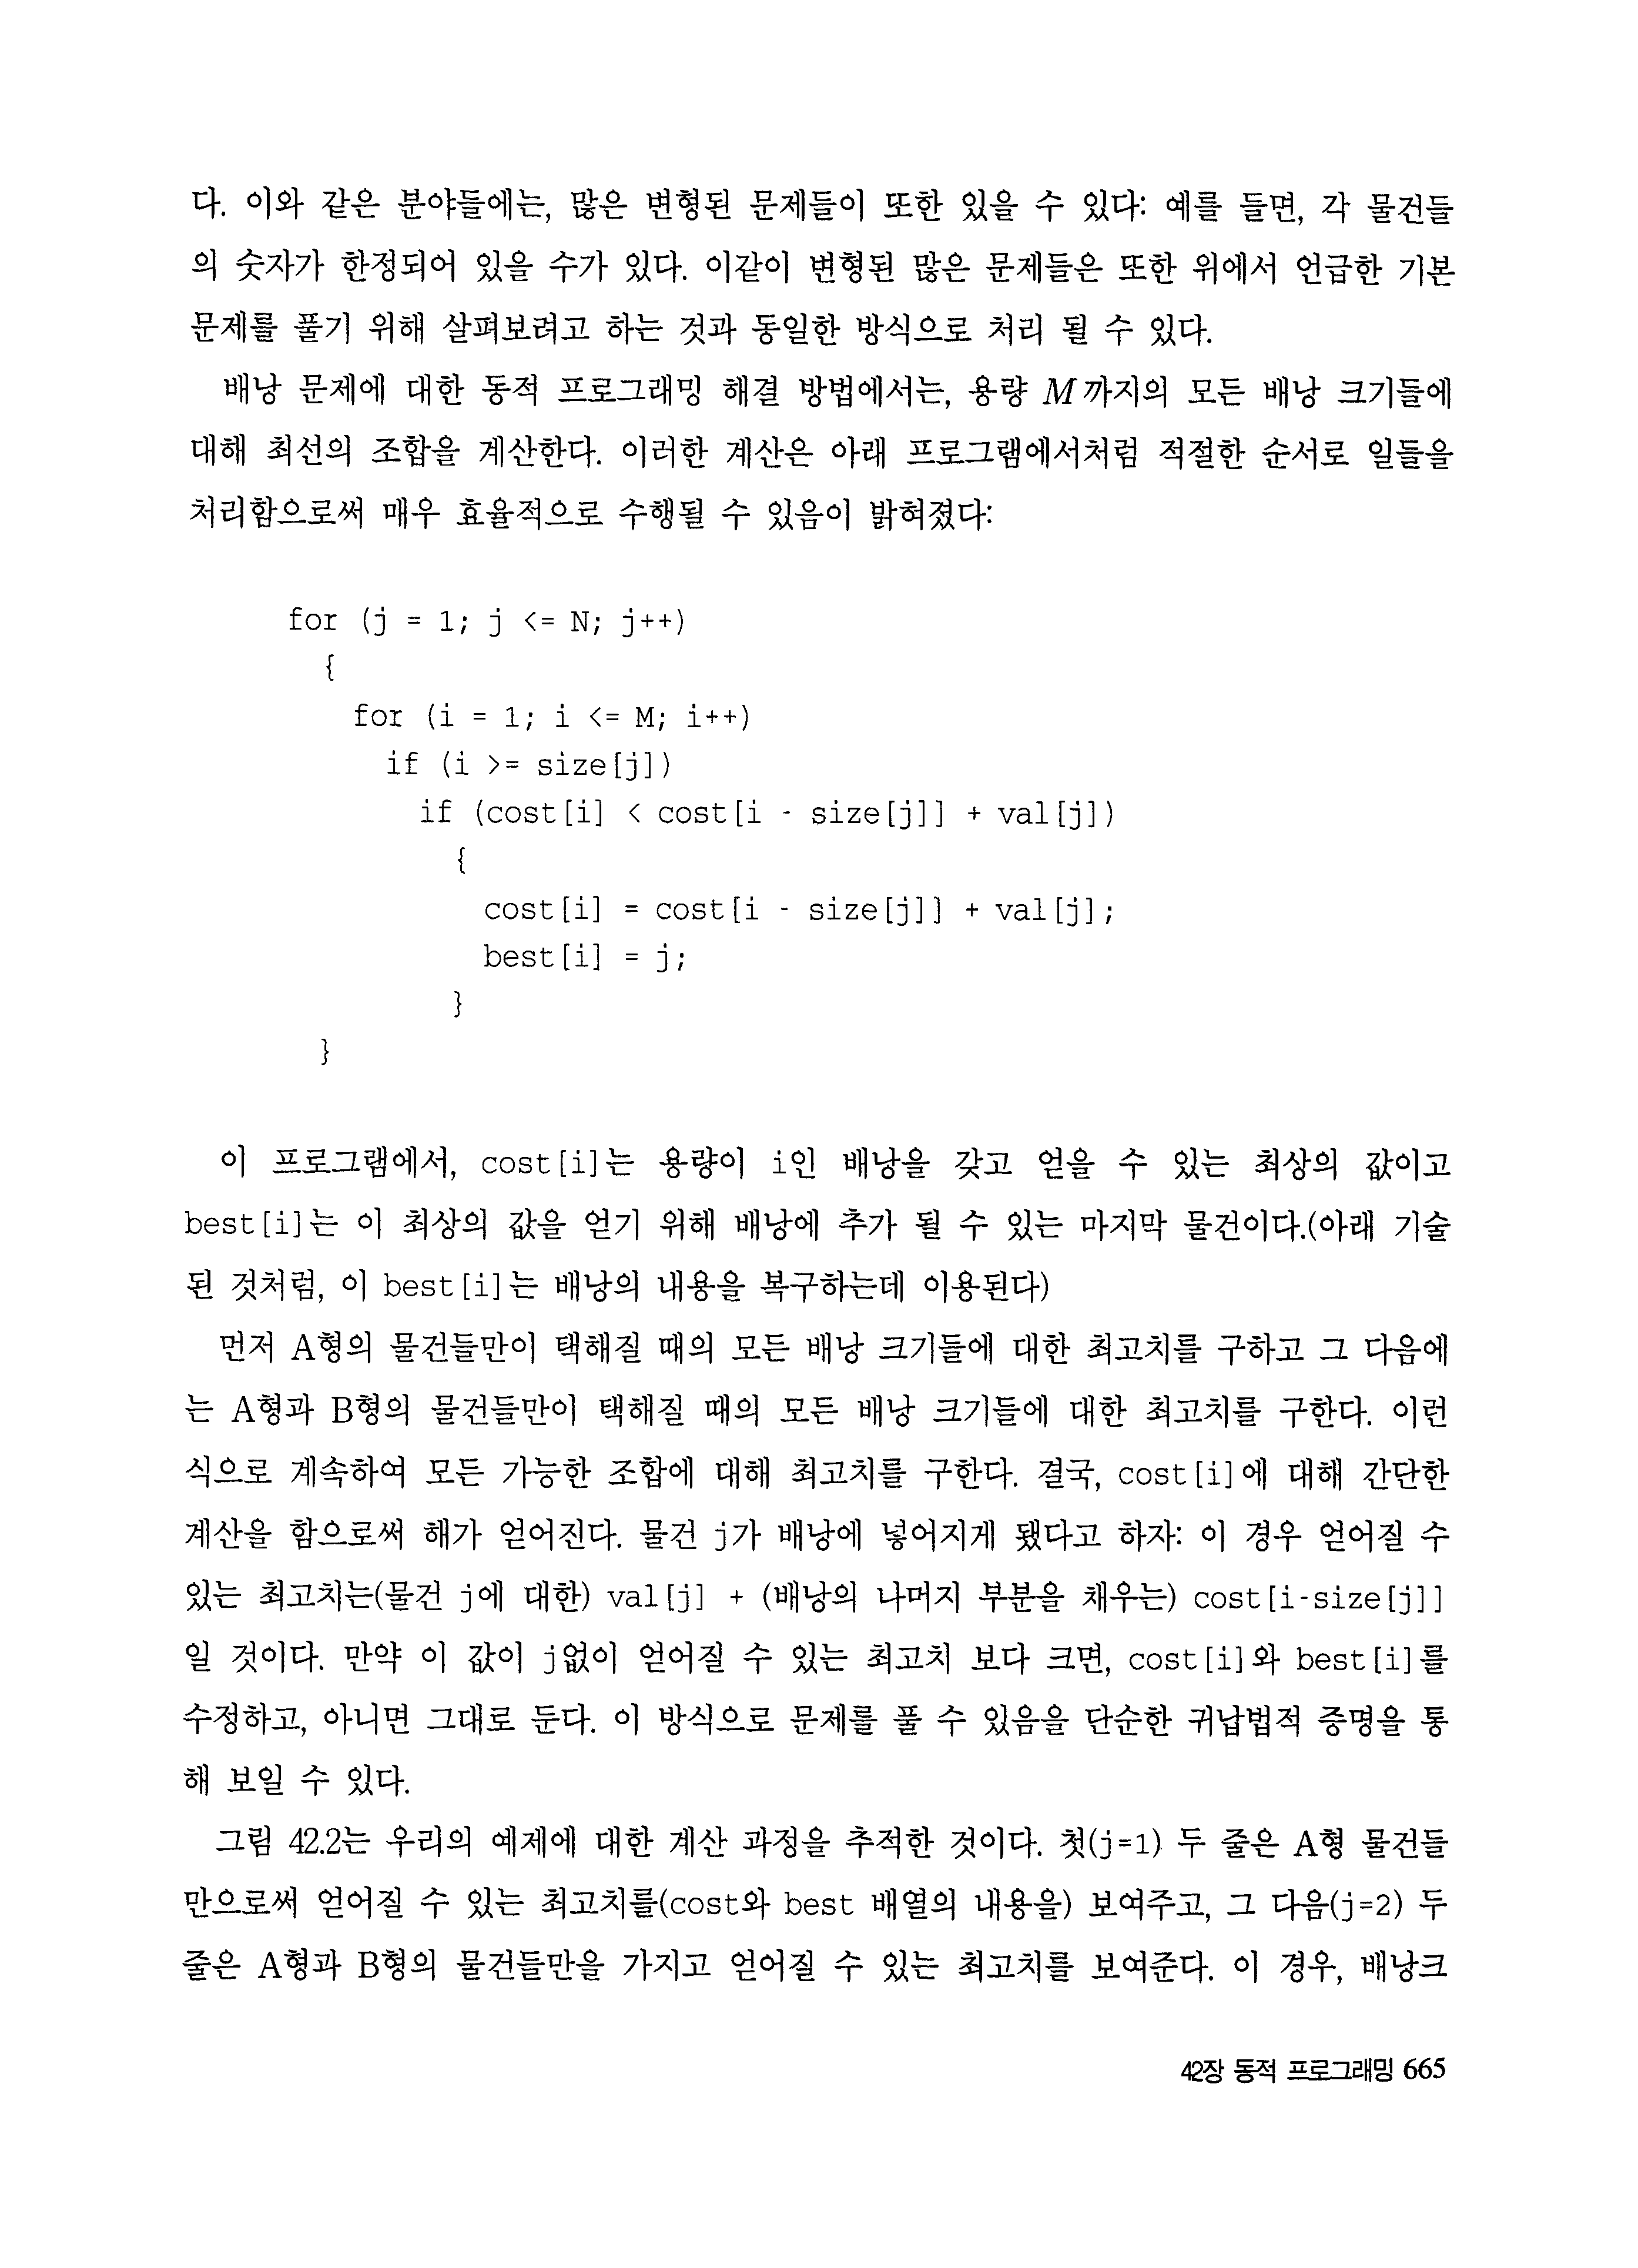 다. 이와 같은 분야들에는, 많은 변형된 문제들이 또한 있을 수 있다: 예를 들면, 각 물건들
의 숫자가 한정되어 있을 수가 있다. 이같이 변형된 많은 문제들은 또한 위에서 언급한 기본
문제를 풀기 위해 살펴보려고 하는 것과 동일한 방식으로 처리 될 수 있다.
배낭 문제에 대한 동적 프로그래밍 해결 방법에서는, 용량 M까지의 모든 배낭 크기들에
대해 최선의 조합을 계산한다. 이러한 계산은 아래 프로그램에서처럼 적절한 순서로 일들을
처리함으로써 매우 효율적으로 수행될 수 있음이 밝혀졌다:
for (j = 1; j <= N; j++)
{
for (i = 1; i <= M; i++)
if (i >= size[j])
if (cost[i] < cost[i - size[j]] + val[j])
{
cost[i] = cost[i - size[j]] + val[j];
best[i] = j;
}
}
이 프로그램에서, cost[i]는 용량이 i인 배낭을 갖고 얻을 수 있는 최상의 값이고
best[i]는 이 최상의 값을 얻기 위해 배낭에 추가 될 수 있는 마지막 물건이다.(아래 기술
된 것처럼, 이 best[i]는 배낭의 내용을 복구하는데 이용된다)
먼저 A형의 물건들만이 택해질 때의 모든 배낭 크기들에 대한 최고치를 구하고 그 다음에
는 A형과 B형의 물건들만이 택해질 때의 모든 배낭 크기들에 대한 최고치를 구한다. 이런
식으로 계속하여 모든 가능한 조합에 대해 최고치를 구한다. 결국, cost[i]에 대해 간단한
계산을 함으로써 해가 얻어진다. 물건 j가 배낭에 넣어지게 됐다고 하자: 이 경우 얻어질 수
있는 최고치는(물건 j에 대한) val[j] + (배낭의 나머지 부분을 채우는) cost[i-size[j]]
일 것이다. 만약 이 값이 j없이 얻어질 수 있는 최고치 보다 크면, cost[i]와 best[i]를
수정하고, 아니면 그대로 둔다. 이 방식으로 문제를 풀 수 있음을 단순한 귀납법적 증명을 통
해 보일 수 있다.
그림 42.2는 우리의 예제에 대한 계산 과정을 추적한 것이다. 첫(j=1) 두 줄은 A형 물건들
만으로써 얻어질 수 있는 최고치를(cost와 best 배열의 내용을) 보여주고, 그 다음(j=2) 두
줄은 A형과 B형의 물건들만을 가지고 얻어질 수 있는 최고치를 보여준다. 이 경우, 배낭크
42장 동적 프로그래밍 665